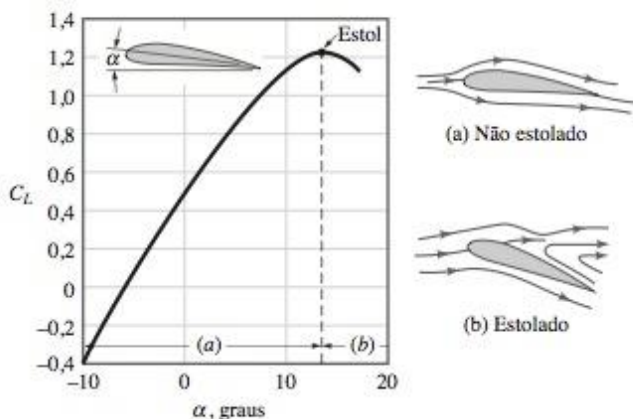 1,4
1,2
1,0
0,8
0,6
0,4
0,2
0
–0,2
–0,4
C_L
α
Estol
(a)
(b)
–10
0
10
20
α, graus
(a) Não estolado
(b) Estolado